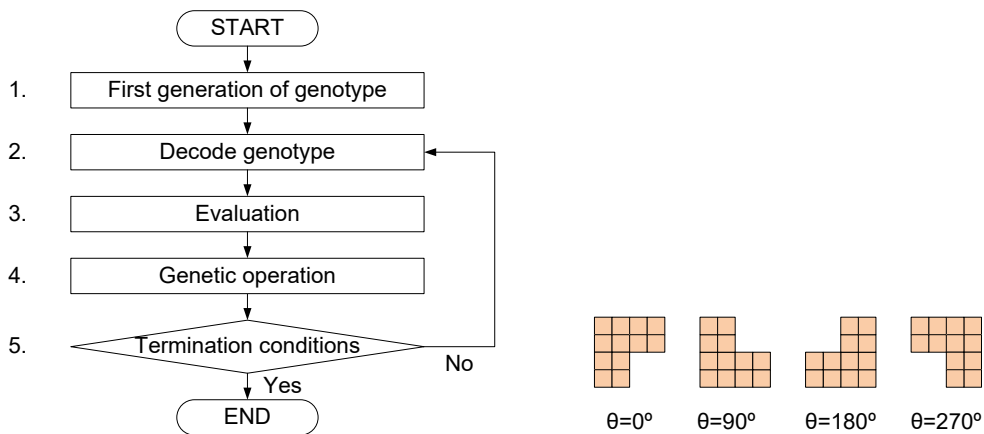 START
1. First generation of genotype
2. Decode genotype
3. Evaluation
4. Genetic operation
5. Termination conditions
No
Yes
END
θ=0º θ=90º θ=180º θ=270º